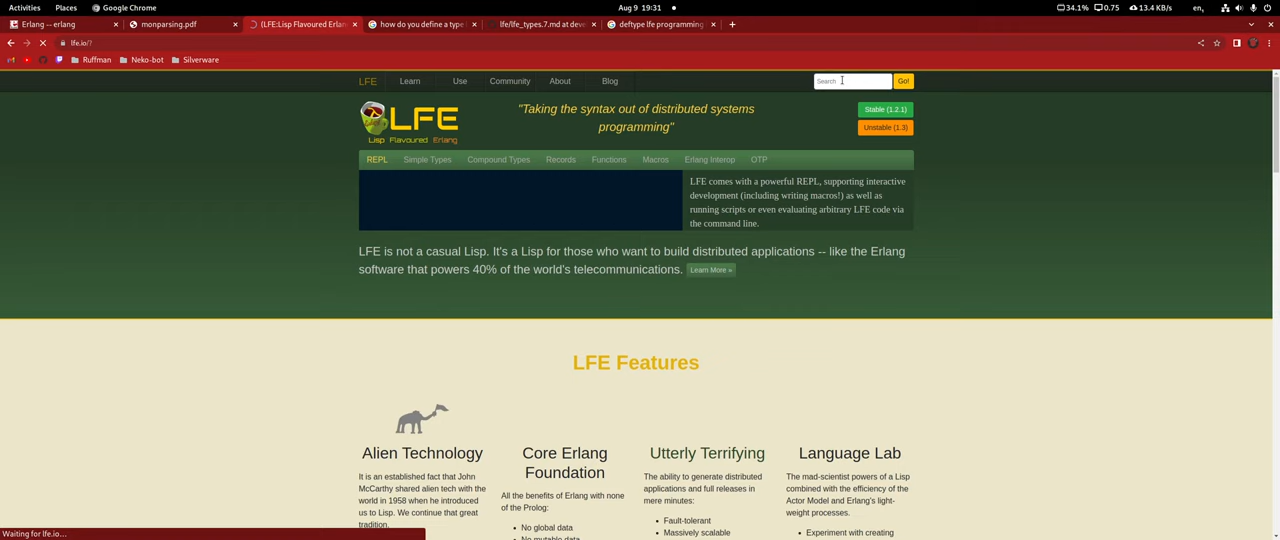 Activities Places Google Chrome Aug 9 19:31 34.1% 0.75 13.4 KB/s en,
Erlang -- erlang monparsing.pdf (LFE:Lisp Flavoured Erlan how do you define a type i lfe/lfe_types.7.md at deve deftype lfe programming
lfe.io/?
Ruffman Neko-bot Silverware
LFE Learn Use Community About Blog Search Go!
LFE
Lisp Flavoured Erlang
"Taking the syntax out of distributed systems
programming"
Stable (1.2.1)
Unstable (1.3)
REPL Simple Types Compound Types Records Functions Macros Erlang Interop OTP
LFE comes with a powerful REPL, supporting interactive
development (including writing macros!) as well as
running scripts or even evaluating arbitrary LFE code via
the command line.
LFE is not a casual Lisp. It's a Lisp for those who want to build distributed applications -- like the Erlang
software that powers 40% of the world's telecommunications. Learn More »
LFE Features
Alien Technology
It is an established fact that John
McCarthy shared alien tech with the
world in 1958 when he introduced
us to Lisp. We continue that great
tradition.
Core Erlang
Foundation
All the benefits of Erlang with none
of the Prolog:
• No global data
• No mutable data
Utterly Terrifying
The ability to generate distributed
applications and full releases in
mere minutes:
• Fault-tolerant
• Massively scalable
Language Lab
The mad-scientist powers of a Lisp
combined with the efficiency of the
Actor Model and Erlang's light-
weight processes.
• Experiment with creating
Waiting for lfe.io...